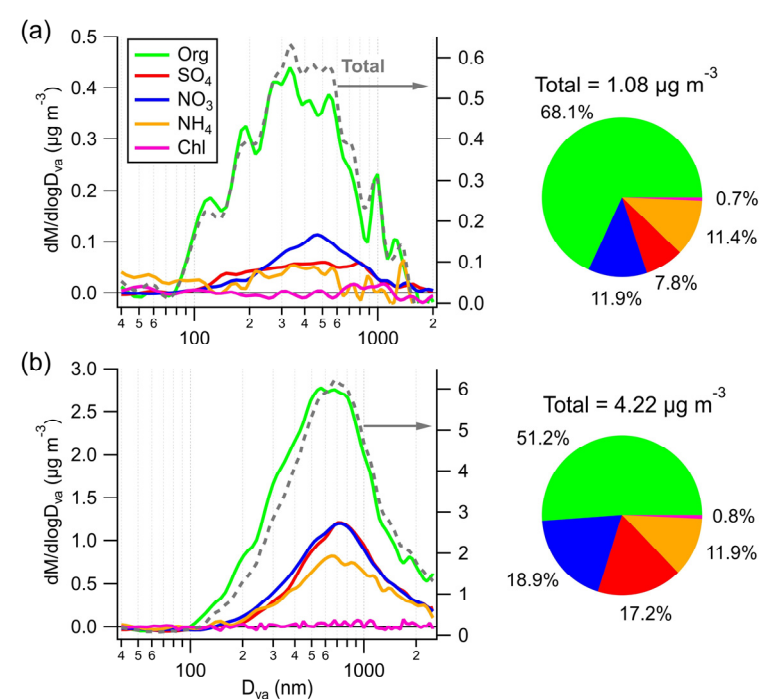 (a)
0.5
0.4
0.3
0.2
0.1
0.0
dM/dlogDva (µg m-3)
Org
SO4
NO3
NH4
Chl
Total
0.6
0.5
0.4
0.3
0.2
0.1
0.0
4 5 6 2 3 4 5 6 2
100 1000
Total = 1.08 µg m-3
68.1%
0.7%
11.4%
7.8%
11.9%
(b)
3.0
2.5
2.0
1.5
1.0
0.5
0.0
dM/dlogDva (µg m-3)
6
5
4
3
2
1
0
4 5 6 2 3 4 5 6 2
100 1000
Dva (nm)
Total = 4.22 µg m-3
51.2%
0.8%
11.9%
17.2%
18.9%